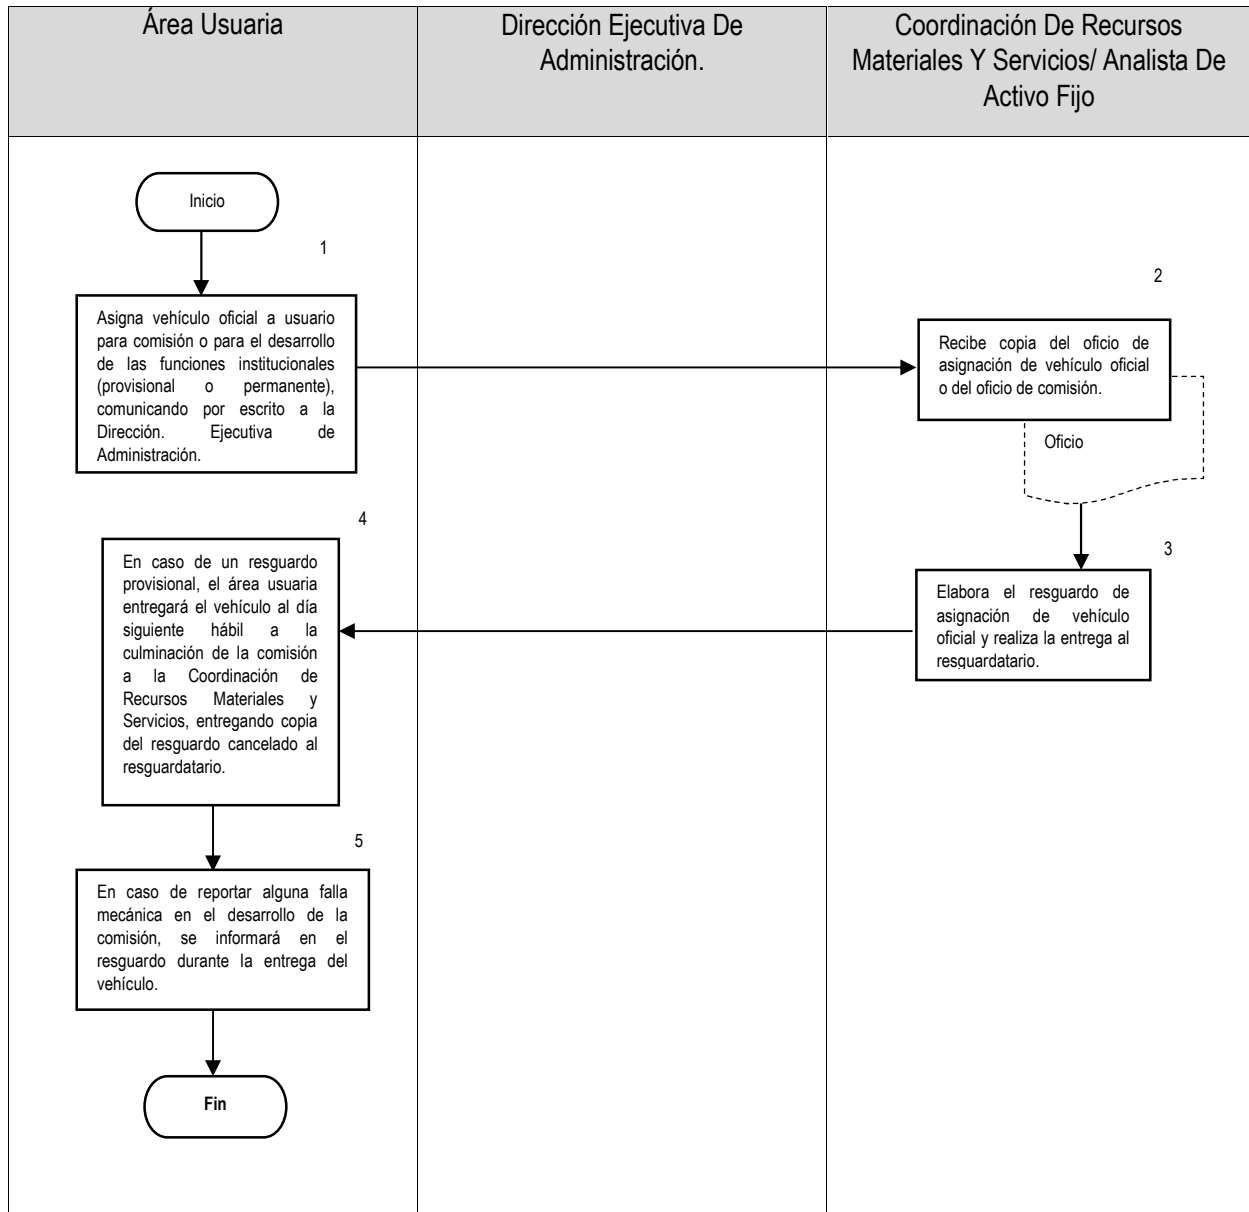 Área Usuaria
Dirección Ejecutiva De
Administración.
Coordinación De Recursos
Materiales Y Servicios/ Analista De
Activo Fijo
Inicio
1
Asigna vehículo oficial a usuario
para comisión o para el desarrollo
de las funciones institucionales
(provisional o permanente),
comunicando por escrito a la
Dirección. Ejecutiva de
Administración.
2
Recibe copia del oficio de
asignación de vehículo oficial
o del oficio de comisión.
Oficio
3
Elabora el resguardo de
asignación de vehículo
oficial y realiza la entrega al
resguardatario.
4
En caso de un resguardo
provisional, el área usuaria
entregará el vehículo al día
siguiente hábil a la
culminación de la comisión
a la Coordinación de
Recursos Materiales y
Servicios, entregando copia
del resguardo cancelado al
resguardatario.
5
En caso de reportar alguna falla
mecánica en el desarrollo de la
comisión, se informará en el
resguardo durante la entrega del
vehículo.
Fin